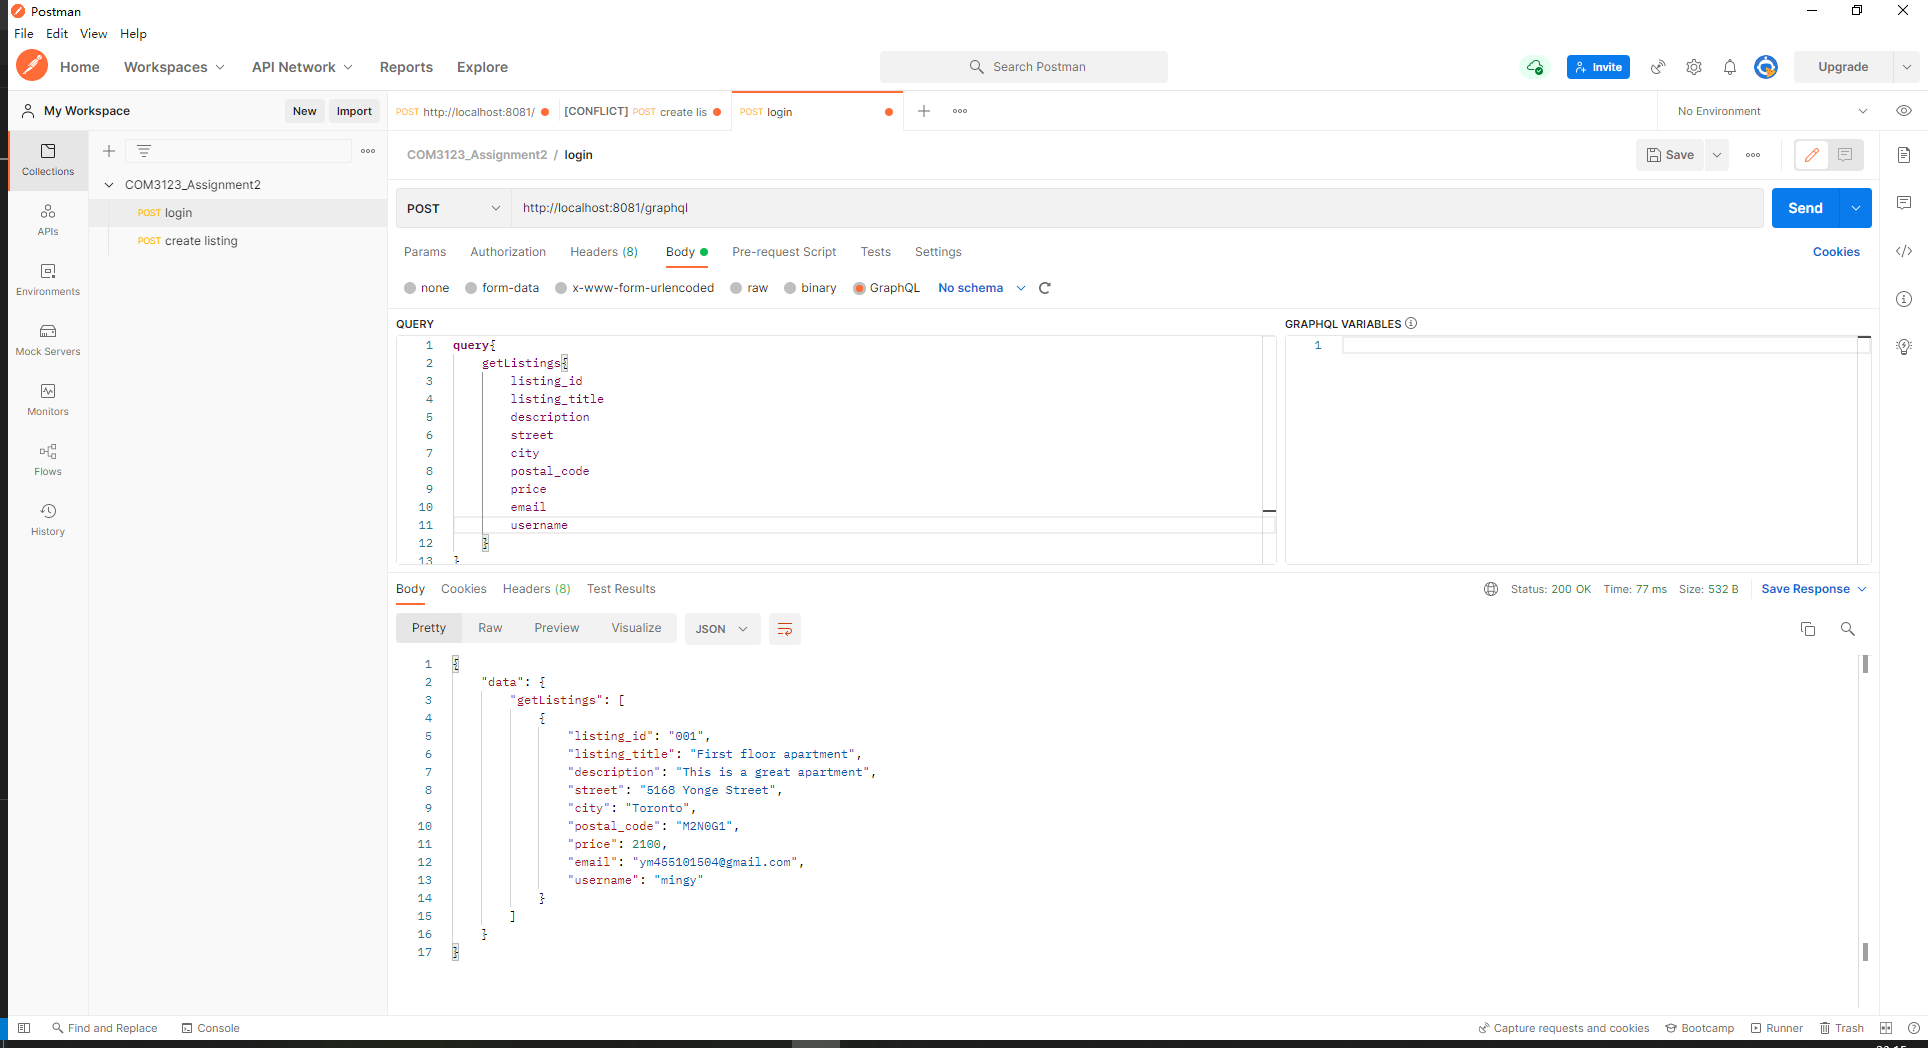 Postman
File Edit View Help
Home Workspaces API Network Reports Explore
Search Postman
Invite
Upgrade
My Workspace
New Import
POST http://localhost:8081/
[CONFLICT] POST create lis
POST login
No Environment
Collections
APIs
Environments
Mock Servers
Monitors
Flows
History
COM3123_Assignment2
POST login
POST create listing
COM3123_Assignment2 / login
Save
POST http://localhost:8081/graphql
Send
Params Authorization Headers (8) Body Pre-request Script Tests Settings
Cookies
none form-data x-www-form-urlencoded raw binary GraphQL No schema
QUERY
1 query{
2 getListings{
3 listing_id
4 listing_title
5 description
6 street
7 city
8 postal_code
9 price
10 email
11 username
12 }
13 }
GRAPHQL VARIABLES
1
Body Cookies Headers (8) Test Results
Status: 200 OK Time: 77 ms Size: 532 B Save Response
Pretty Raw Preview Visualize JSON
1 {
2 "data": {
3 "getListings": [
4 {
5 "listing_id": "001",
6 "listing_title": "First floor apartment",
7 "description": "This is a great apartment",
8 "street": "5168 Yonge Street",
9 "city": "Toronto",
10 "postal_code": "M2N0G1",
11 "price": 2100,
12 "email": "ym455101504@gmail.com",
13 "username": "mingy"
14 }
15 ]
16 }
17 }
Find and Replace Console
Capture requests and cookies Bootcamp Runner Trash